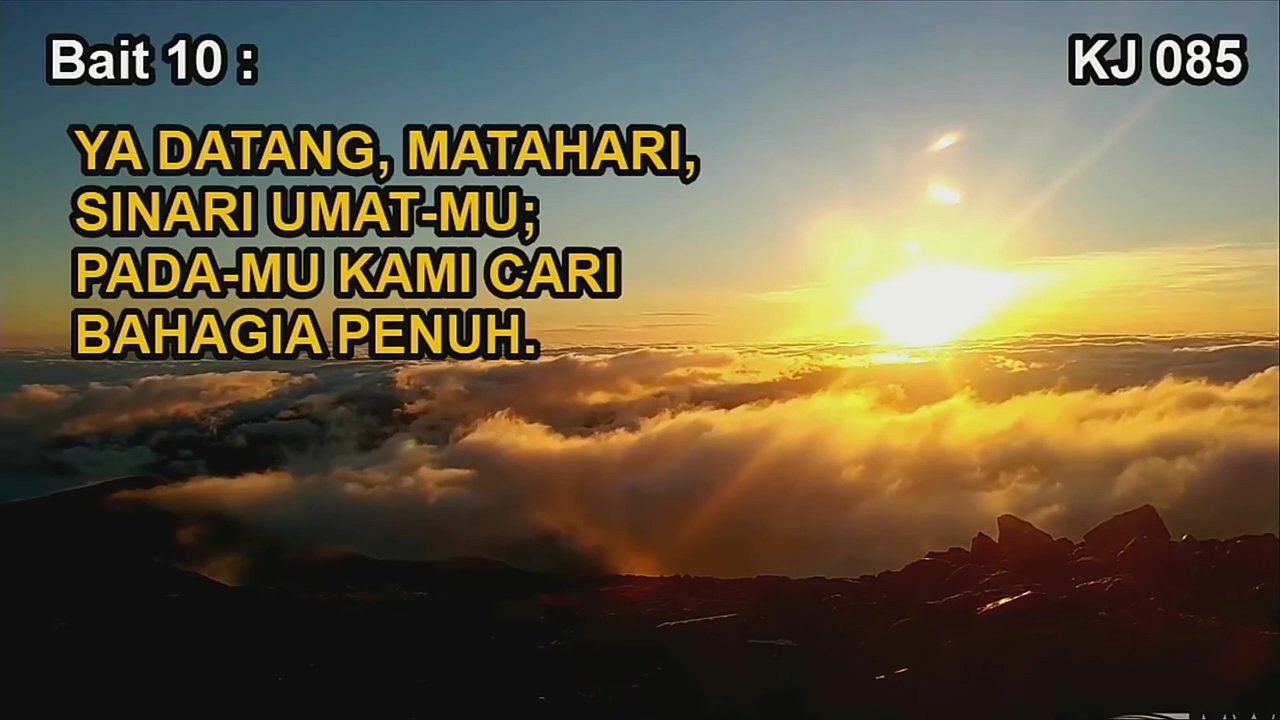 Bait 10 :
KJ 085
YA DATANG, MATAHARI,
SINARI UMAT-MU;
PADA-MU KAMI CARI
BAHAGIA PENUH.